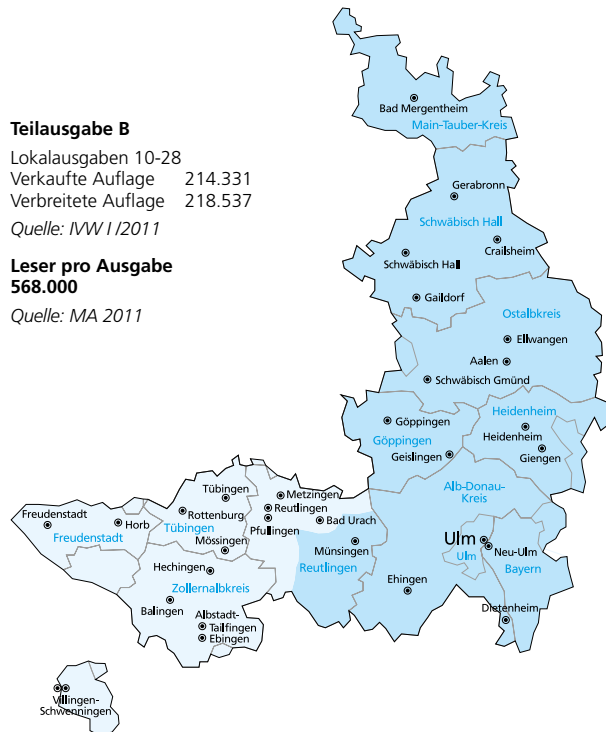 Teilausgabe B
Lokalausgaben 10-28
Verkaufte Auflage 214.331
Verbreitete Auflage 218.537
Quelle: IVW I /2011
Leser pro Ausgabe
568.000
Quelle: MA 2011
Bad Mergentheim
Main-Tauber-Kreis
Gerabronn
Schwäbisch Hall
Crailsheim
Schwäbisch Hall
Gaildorf
Ostalbkreis
Ellwangen
Aalen
Schwäbisch Gmünd
Göppingen
Göppingen
Geislingen
Heidenheim
Heidenheim
Giengen
Alb-Donau-
Kreis
Ulm
Ulm
Neu-Ulm
Bayern
Ehingen
Dietenheim
Metzingen
Reutlingen
Pfullingen
Bad Urach
Münsingen
Reutlingen
Tübingen
Rottenburg
Tübingen
Mössingen
Freudenstadt
Horb
Freudenstadt
Hechingen
Zollernalbkreis
Balingen
Albstadt-
Tailfingen
Ebingen
Villingen-
Schwenningen